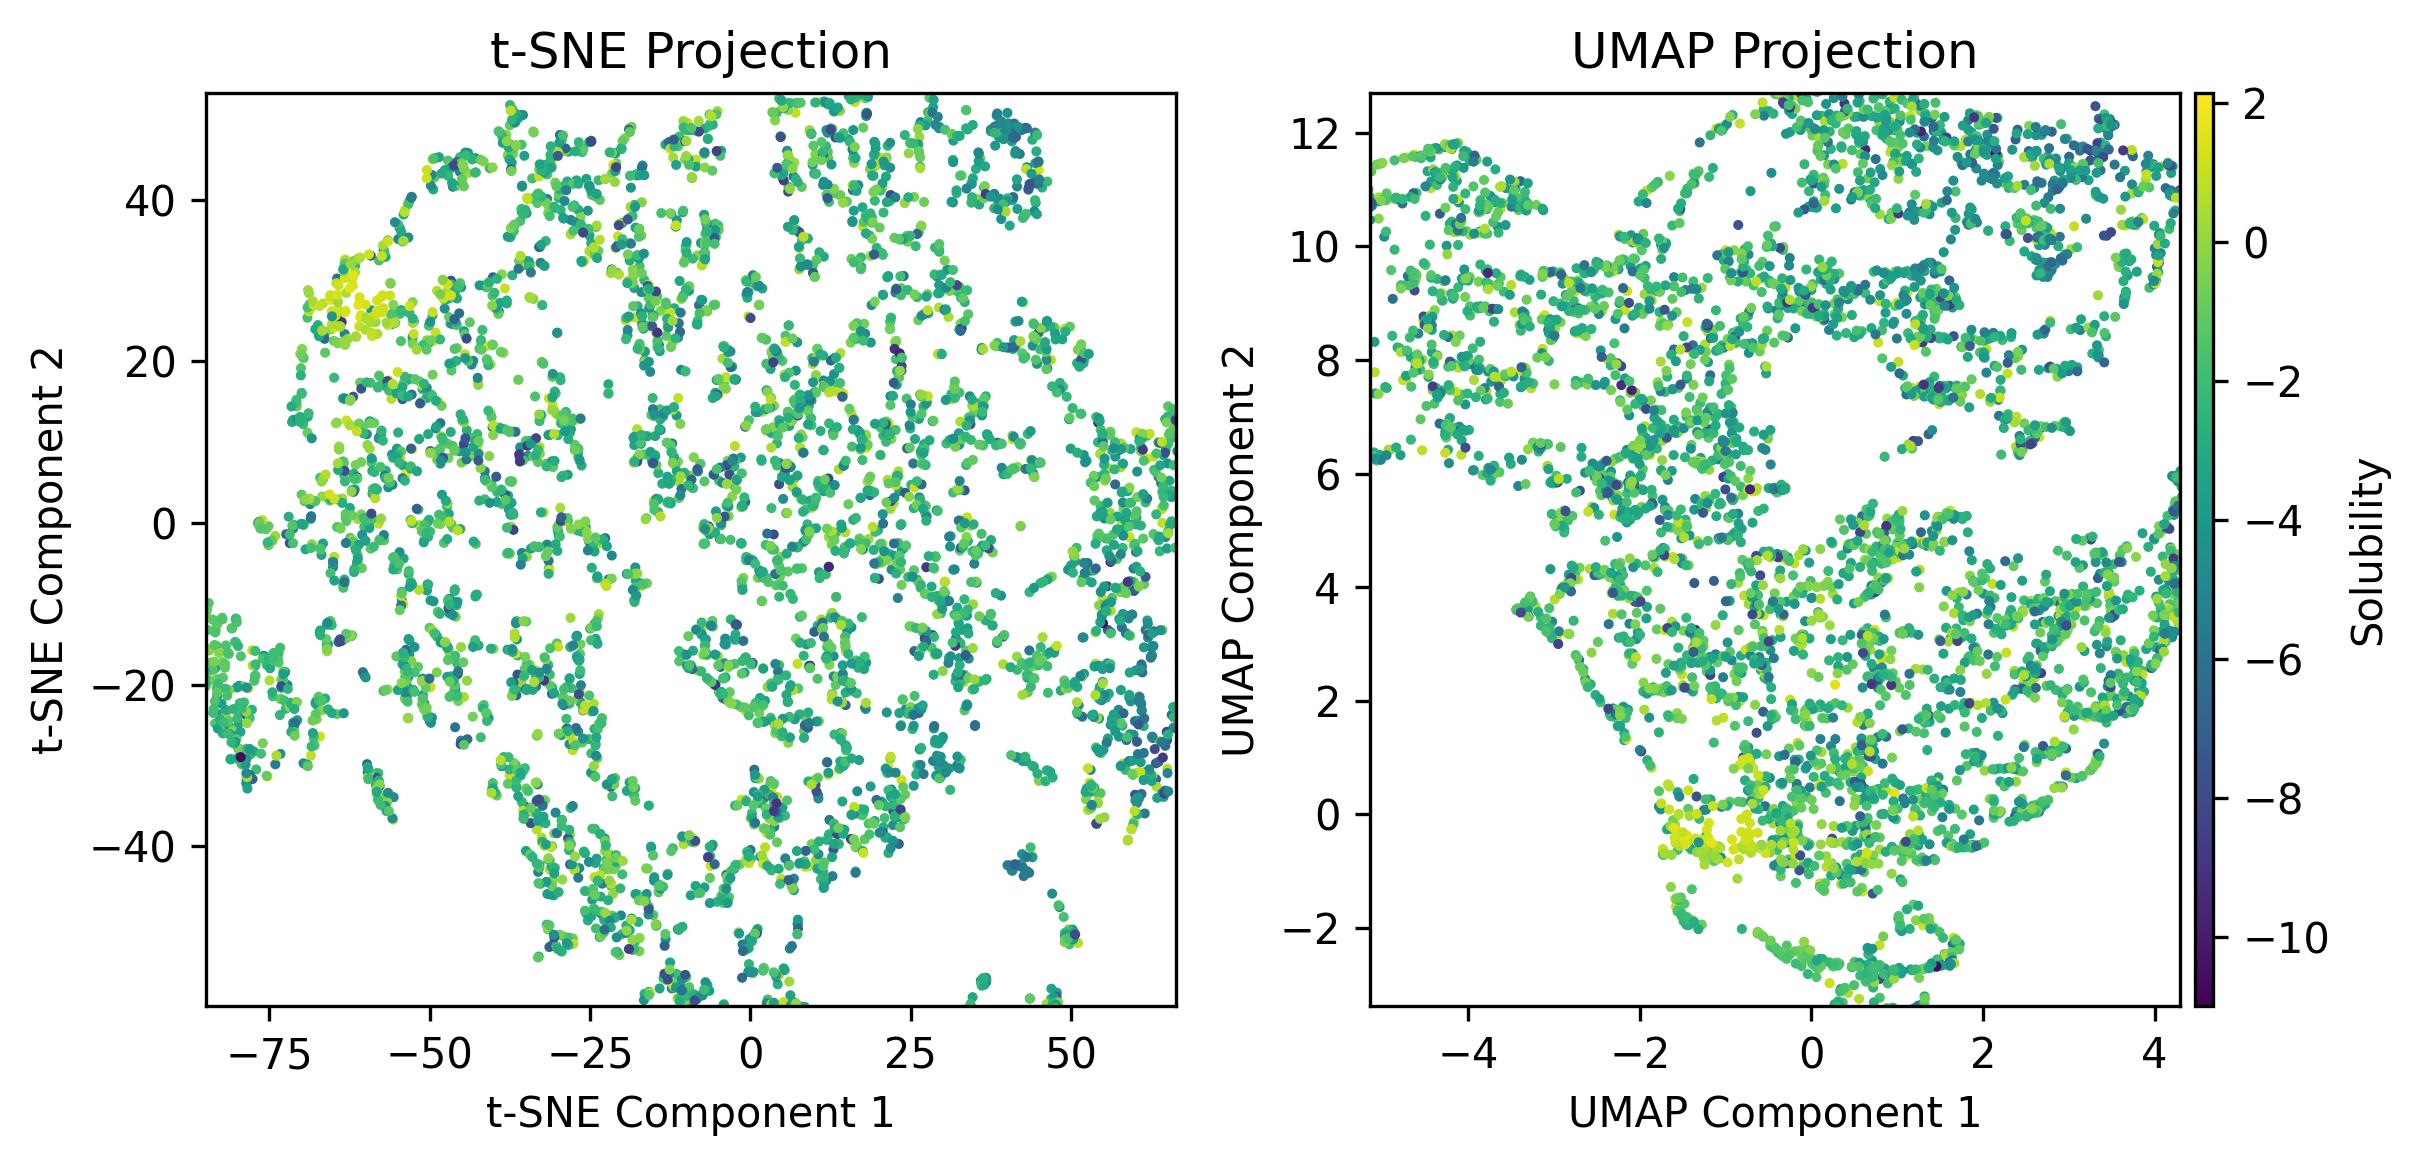 t-SNE Projection
t-SNE Component 2
40
20
0
−20
−40
−75 −50 −25 0 25 50
t-SNE Component 1
UMAP Projection
UMAP Component 2
12
10
8
6
4
2
0
−2
−4 −2 0 2 4
UMAP Component 1
2
0
−2
−4
−6
−8
−10
Solubility